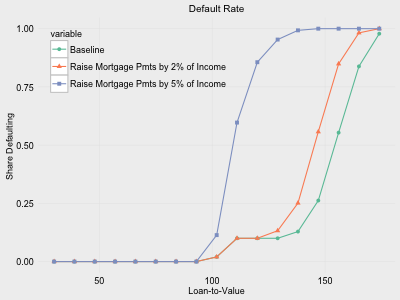 Default Rate
1.00
variable
Baseline
Raise Mortgage Pmts by 2% of Income
Raise Mortgage Pmts by 5% of Income
0.75
0.50
0.25
0.00
Share Defaulting
50
100
150
Loan-to-Value